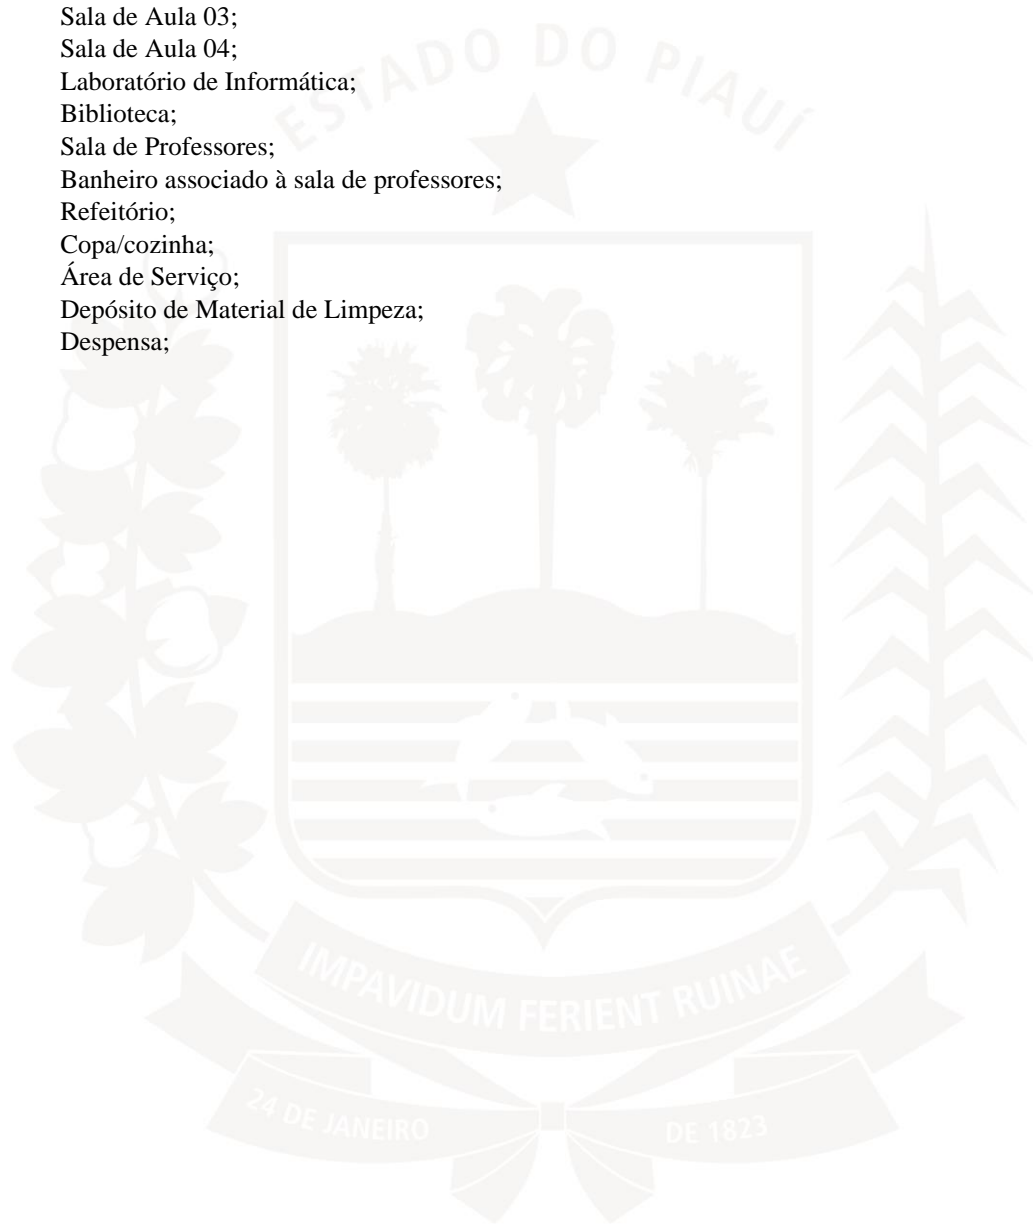 Sala de Aula 03;
Sala de Aula 04;
Laboratório de Informática;
Biblioteca;
Sala de Professores;
Banheiro associado à sala de professores;
Refeitório;
Copa/cozinha;
Área de Serviço;
Depósito de Material de Limpeza;
Despensa;
ESTADO DO PIAUÍ
IMPAVIDUM FERIENT RUINAE
24 DE JANEIRO DE 1823